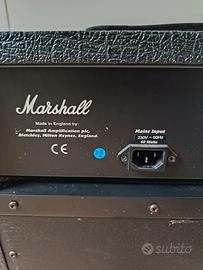 Marshall
Made in England by:
Marshall Amplification plc,
Bletchley, Milton Keynes, England.
CE
Mains Input
230V ~ 50Hz
60 Watts
subito